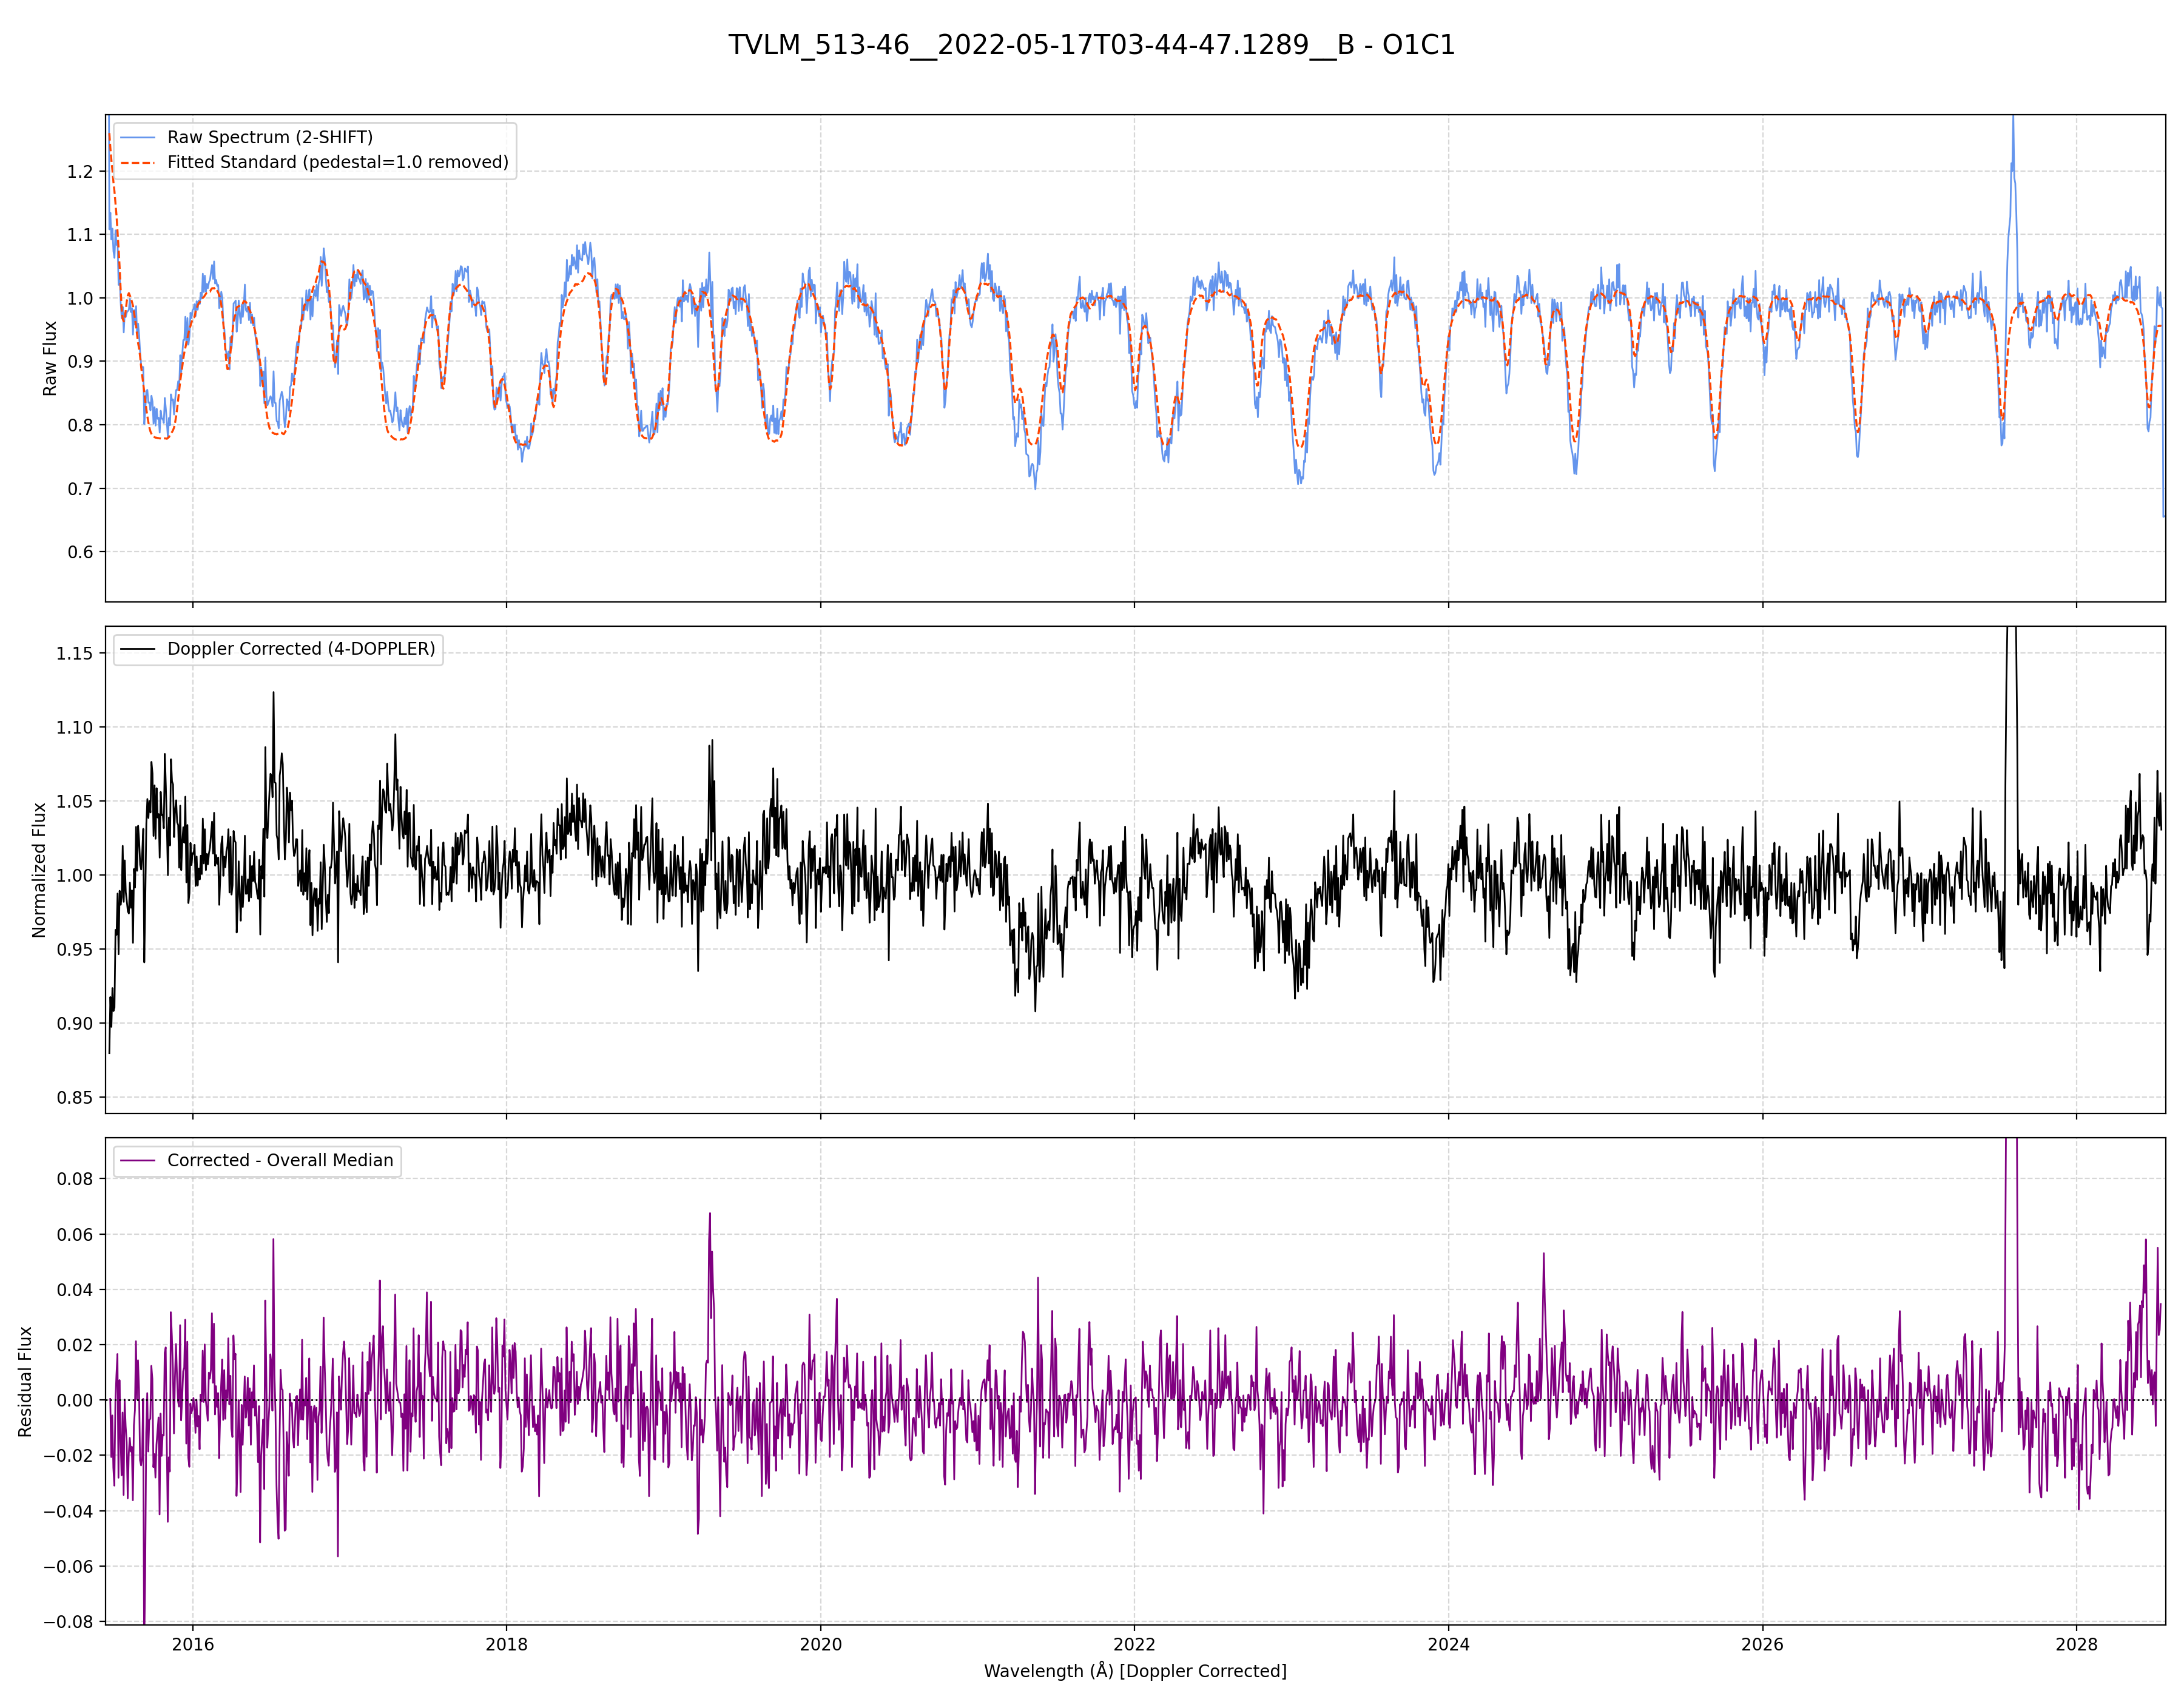 TVLM_513-46__2022-05-17T03-44-47.1289__B - O1C1
Raw Spectrum (2-SHIFT)
Fitted Standard (pedestal=1.0 removed)
Raw Flux
1.2
1.1
1.0
0.9
0.8
0.7
0.6
Doppler Corrected (4-DOPPLER)
Normalized Flux
1.15
1.10
1.05
1.00
0.95
0.90
0.85
Corrected - Overall Median
Residual Flux
0.08
0.06
0.04
0.02
0.00
−0.02
−0.04
−0.06
−0.08
2016 2018 2020 2022 2024 2026 2028
Wavelength (Å) [Doppler Corrected]